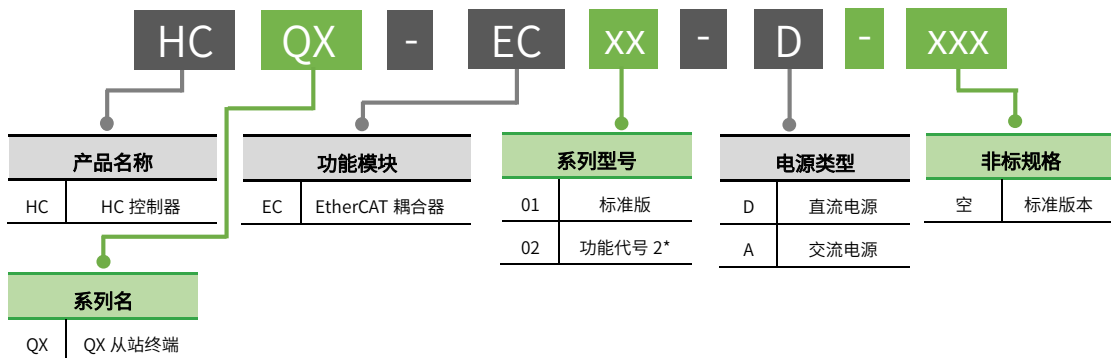 HC QX - EC xx - D - xxx
产品名称 功能模块 系列型号 电源类型 非标规格
HC HC 控制器 EC EtherCAT 耦合器 01 标准版 D 直流电源 空 标准版本
02 功能代号 2* A 交流电源
系列名
QX QX 从站终端